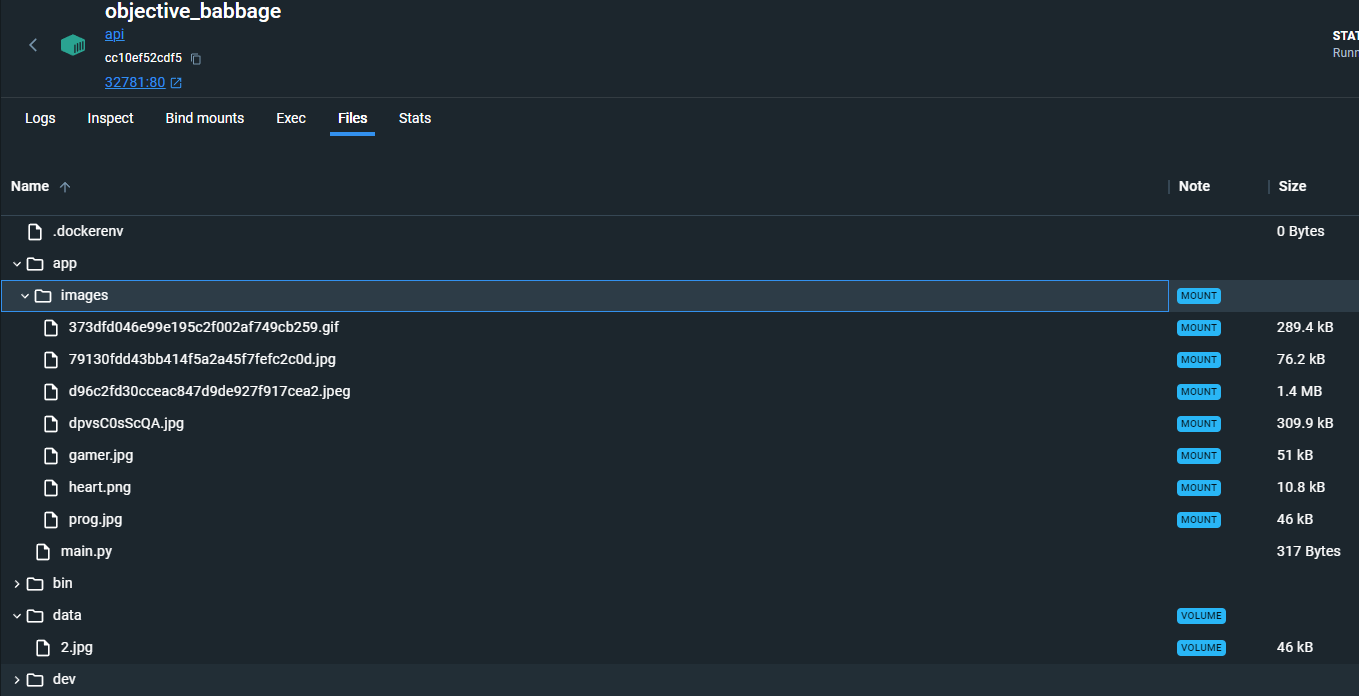 objective_babbage
api
cc10ef52cdf5
32781:80
STAT
Runn
Logs Inspect Bind mounts Exec Files Stats
Name Note Size
.dockerenv 0 Bytes
app
images MOUNT
373dfd046e99e195c2f002af749cb259.gif MOUNT 289.4 kB
79130fdd43bb414f5a2a45f7fefc2c0d.jpg MOUNT 76.2 kB
d96c2fd30cceac847d9de927f917cea2.jpeg MOUNT 1.4 MB
dpvsC0sScQA.jpg MOUNT 309.9 kB
gamer.jpg MOUNT 51 kB
heart.png MOUNT 10.8 kB
prog.jpg MOUNT 46 kB
main.py 317 Bytes
bin
data VOLUME
2.jpg VOLUME 46 kB
dev